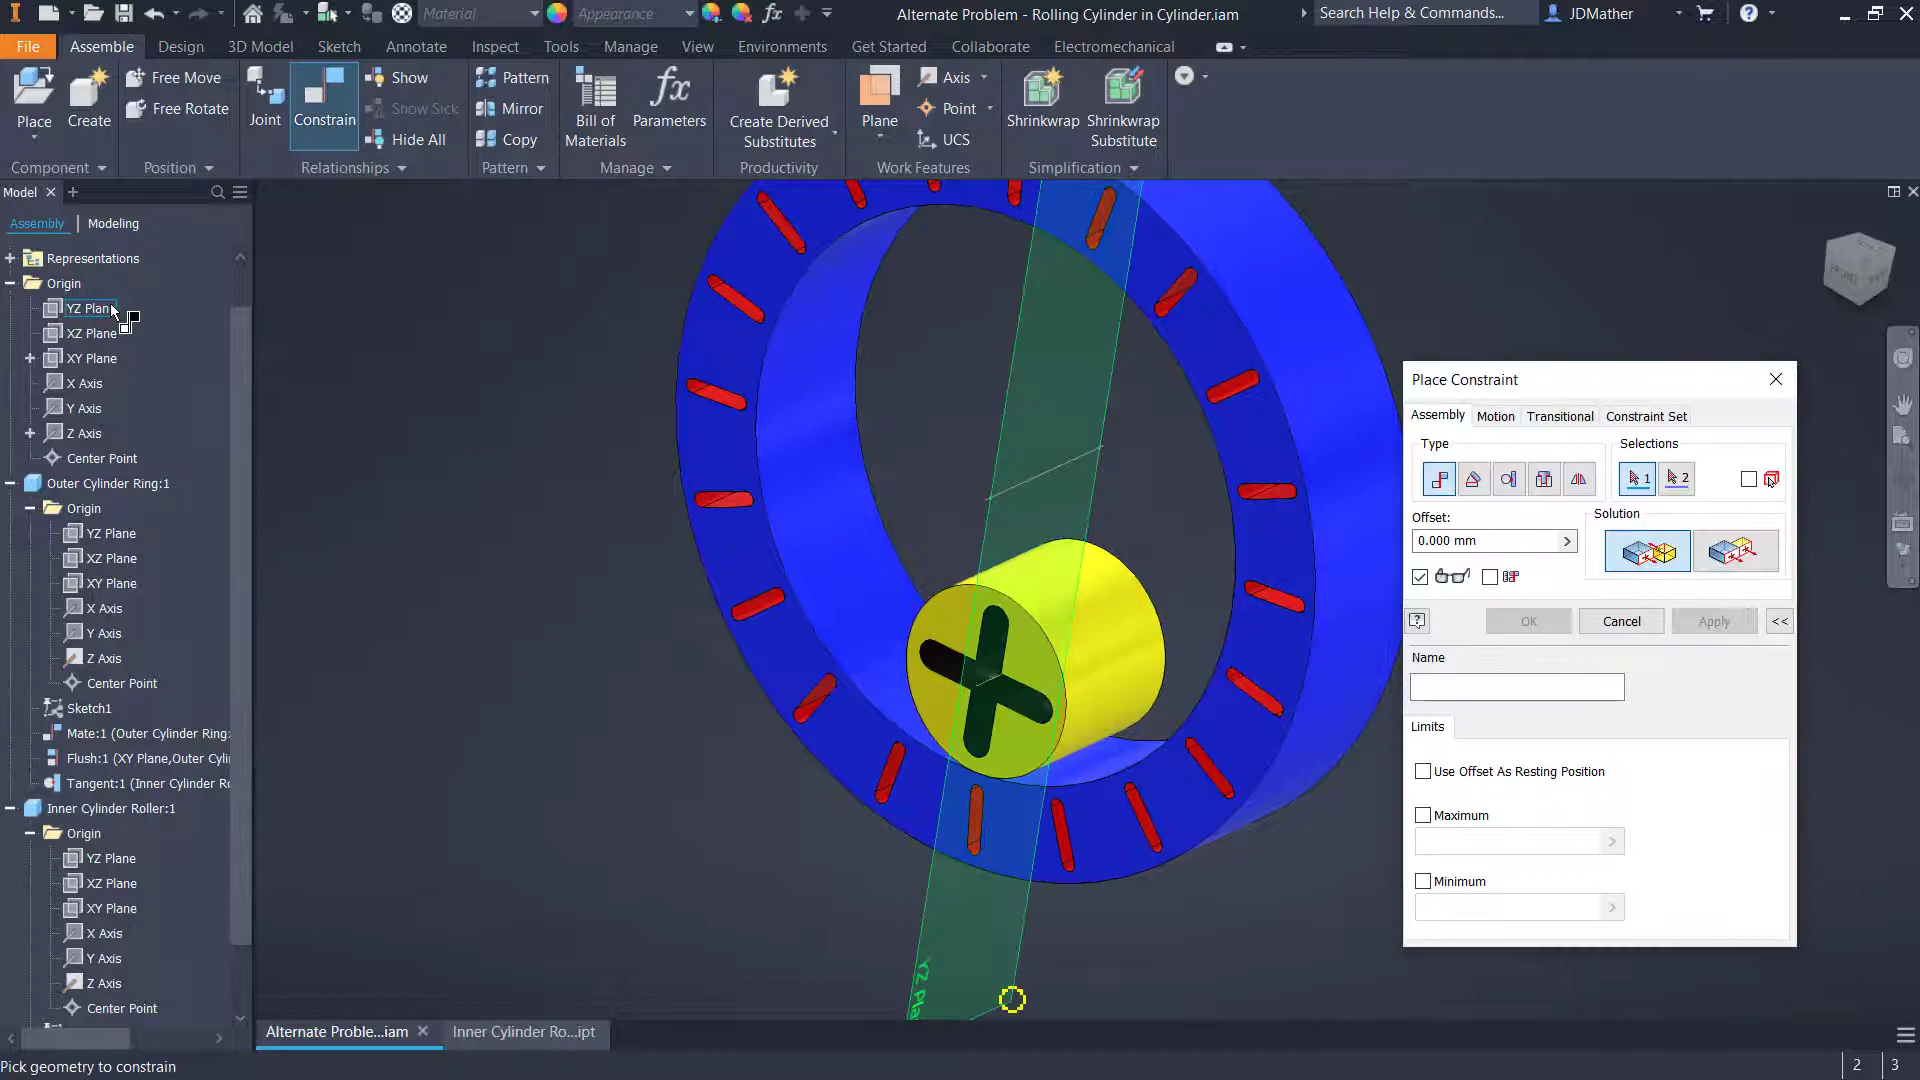 Material
Appearance
Alternate Problem - Rolling Cylinder in Cylinder.iam
Search Help & Commands...
JDMather
File
Assemble
Design
3D Model
Sketch
Annotate
Inspect
Tools
Manage
View
Environments
Get Started
Collaborate
Electromechanical
Place
Create
Free Move
Free Rotate
Joint
Constrain
Show
Show Sick
Hide All
Pattern
Mirror
Copy
Bill of
Materials
Parameters
Create Derived
Substitutes
Plane
Axis
Point
UCS
Shrinkwrap
Shrinkwrap
Substitute
Component
Position
Relationships
Pattern
Manage
Productivity
Work Features
Simplification
Model
Assembly
Modeling
Representations
Origin
YZ Plan
XZ Plane
XY Plane
X Axis
Y Axis
Z Axis
Center Point
Outer Cylinder Ring:1
Origin
YZ Plane
XZ Plane
XY Plane
X Axis
Y Axis
Z Axis
Center Point
Sketch1
Mate:1 (Outer Cylinder Ring:
Flush:1 (XY Plane,Outer Cyli
Tangent:1 (Inner Cylinder Ro
Inner Cylinder Roller:1
Origin
YZ Plane
XZ Plane
XY Plane
X Axis
Y Axis
Z Axis
Center Point
YZ Pla
Place Constraint
Assembly
Motion
Transitional
Constraint Set
Type
Selections
1
2
Offset:
0.000 mm
Solution
OK
Cancel
Apply
<<
Name
Limits
Use Offset As Resting Position
Maximum
Minimum
Alternate Proble...iam
Inner Cylinder Ro...ipt
Pick geometry to constrain
2
3